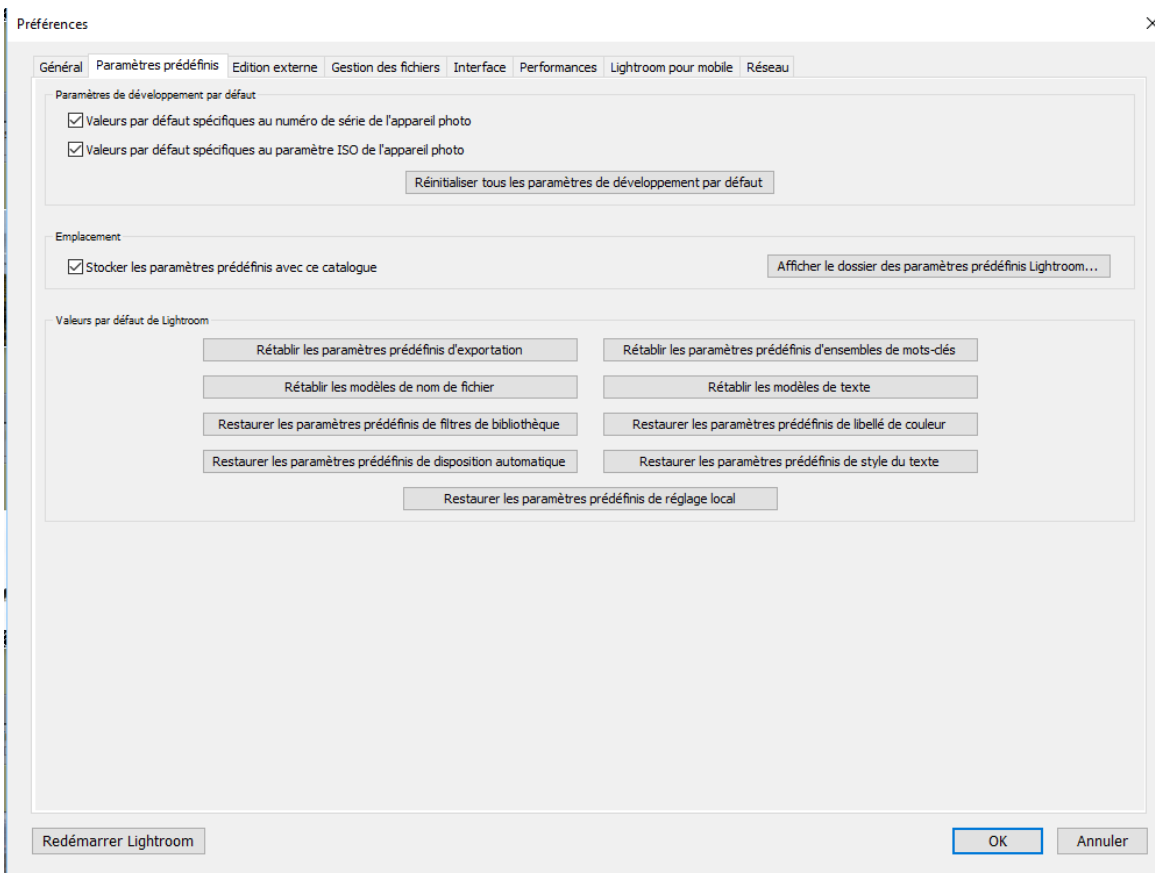 Préférences
Général Paramètres prédéfinis Edition externe Gestion des fichiers Interface Performances Lightroom pour mobile Réseau
Paramètres de développement par défaut
Valeurs par défaut spécifiques au numéro de série de l'appareil photo
Valeurs par défaut spécifiques au paramètre ISO de l'appareil photo
Réinitialiser tous les paramètres de développement par défaut
Emplacement
Stocker les paramètres prédéfinis avec ce catalogue
Afficher le dossier des paramètres prédéfinis Lightroom...
Valeurs par défaut de Lightroom
Rétablir les paramètres prédéfinis d'exportation
Rétablir les paramètres prédéfinis d'ensembles de mots-clés
Rétablir les modèles de nom de fichier
Rétablir les modèles de texte
Restaurer les paramètres prédéfinis de filtres de bibliothèque
Restaurer les paramètres prédéfinis de libellé de couleur
Restaurer les paramètres prédéfinis de disposition automatique
Restaurer les paramètres prédéfinis de style du texte
Restaurer les paramètres prédéfinis de réglage local
Redémarrer Lightroom
OK
Annuler